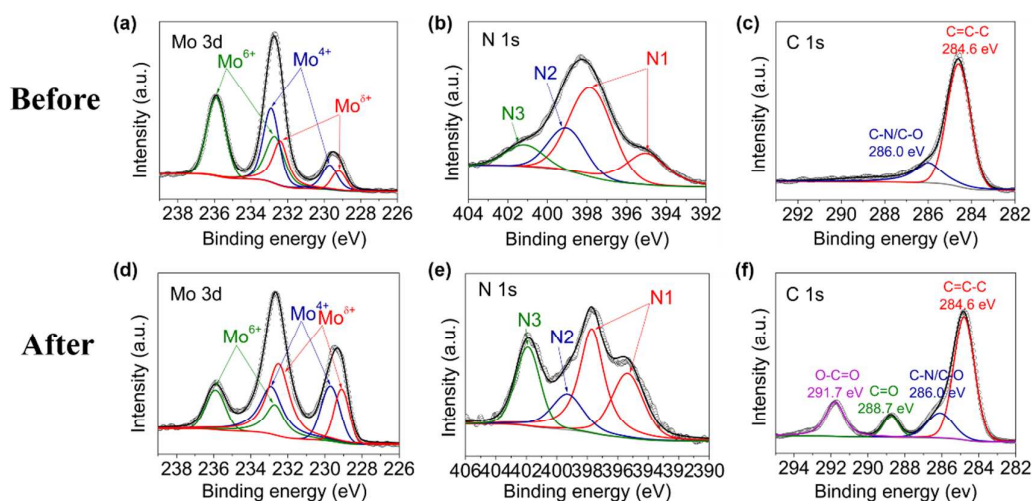 Before
(a)
Mo 3d
Mo6+
Mo4+
Moδ+
Intensity (a.u.)
238 236 234 232 230 228 226
Binding energy (eV)
(b)
N 1s
N3
N2
N1
Intensity (a.u.)
404 402 400 398 396 394 392
Binding energy (eV)
(c)
C 1s
C=C-C
284.6 eV
C-N/C-O
286.0 eV
Intensity (a.u.)
292 290 288 286 284 282
Binding energy (eV)
After
(d)
Mo 3d
Mo6+
Mo4+
Moδ+
Intensity (a.u.)
238 236 234 232 230 228 226
Binding energy (eV)
(e)
N 1s
N3
N2
N1
Intensity (a.u.)
406404402400398396394392390
Binding energy (eV)
(f)
C 1s
C=C-C
284.6 eV
O-C=O
291.7 eV
C=O
288.7 eV
C-N/C-O
286.0 eV
Intensity (a.u.)
294 292 290 288 286 284 282
Binding energy (eV)